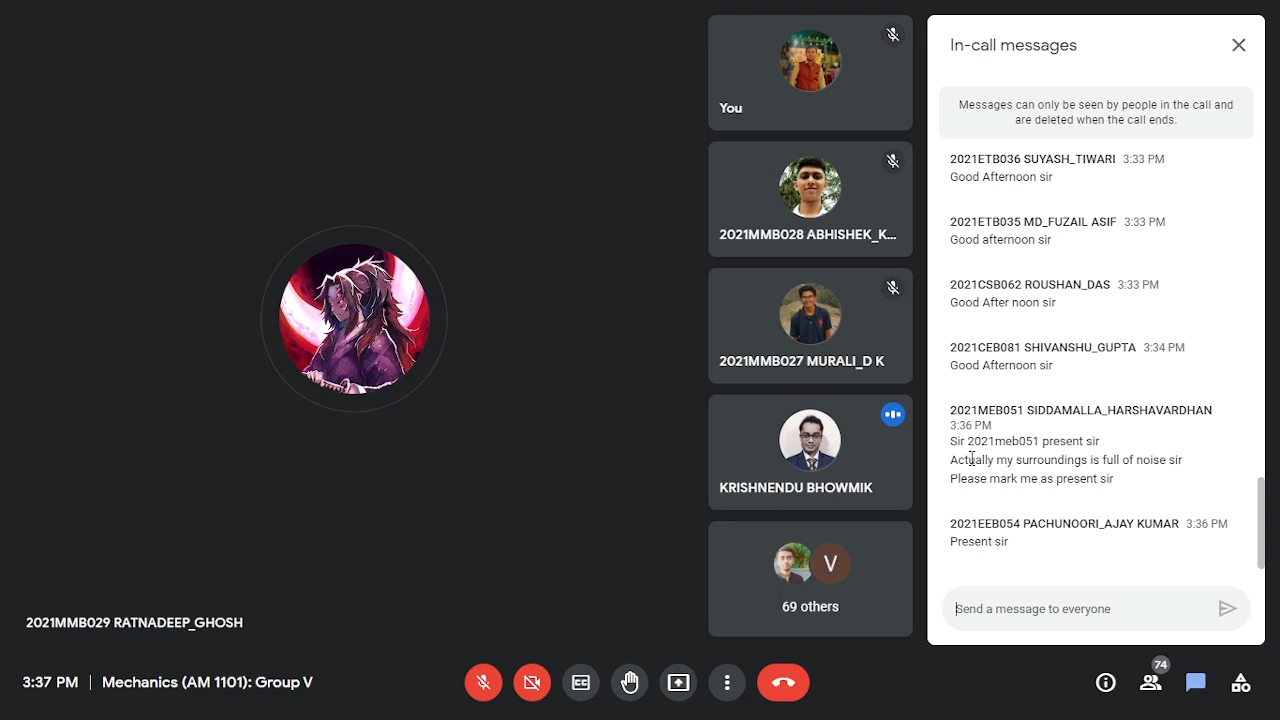 You
2021MMB028 ABHISHEK_K...
2021MMB027 MURALI_D K
KRISHNENDU BHOWMIK
V
69 others
2021MMB029 RATNADEEP_GHOSH
In-call messages
Messages can only be seen by people in the call and
are deleted when the call ends.
2021ETB036 SUYASH_TIWARI 3:33 PM
Good Afternoon sir
2021ETB035 MD_FUZAIL ASIF 3:33 PM
Good afternoon sir
2021CSB062 ROUSHAN_DAS 3:33 PM
Good After noon sir
2021CEB081 SHIVANSHU_GUPTA 3:34 PM
Good Afternoon sir
2021MEB051 SIDDAMALLA_HARSHAVARDHAN
3:36 PM
Sir 2021meb051 present sir
Actually my surroundings is full of noise sir
Please mark me as present sir
2021EEB054 PACHUNOORI_AJAY KUMAR 3:36 PM
Present sir
Send a message to everyone
3:37 PM | Mechanics (AM 1101): Group V
CC
74